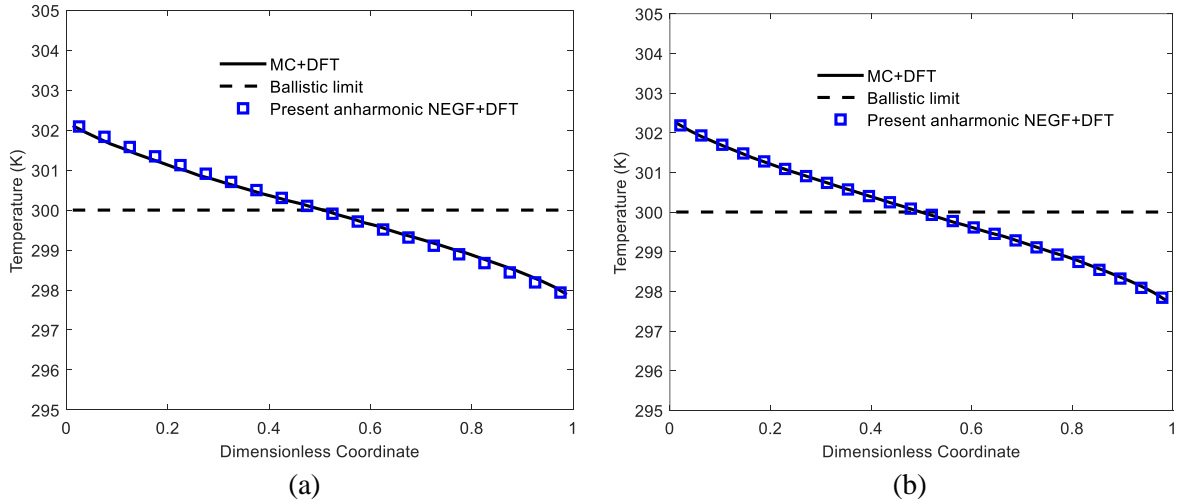 305
304
303
302
301
300
299
298
297
296
295
Temperature (K)
0
0.2
0.4
0.6
0.8
1
Dimensionless Coordinate
MC+DFT
Ballistic limit
Present anharmonic NEGF+DFT
(a)
305
304
303
302
301
300
299
298
297
296
295
Temperature (K)
0
0.2
0.4
0.6
0.8
1
Dimensionless Coordinate
MC+DFT
Ballistic limit
Present anharmonic NEGF+DFT
(b)